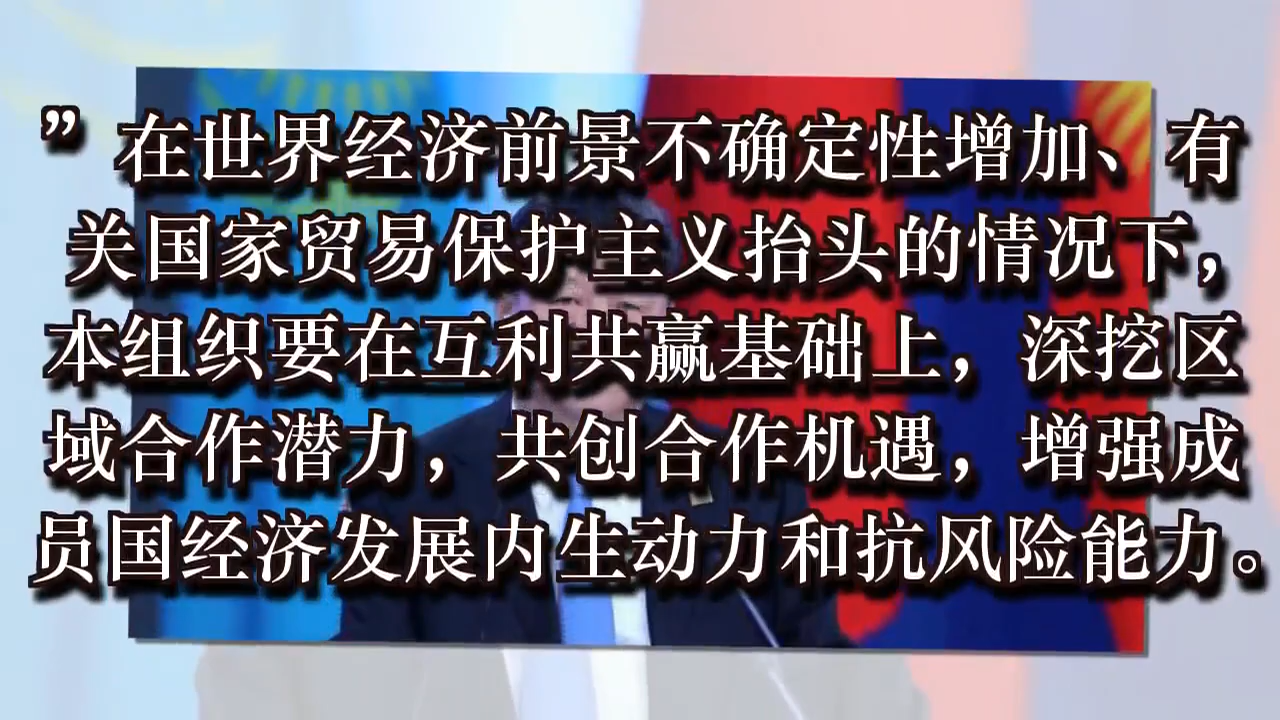 ”在世界经济前景不确定性增加、有
关国家贸易保护主义抬头的情况下，
本组织要在互利共赢基础上，深挖区
域合作潜力，共创合作机遇，增强成
员国经济发展内生动力和抗风险能力。